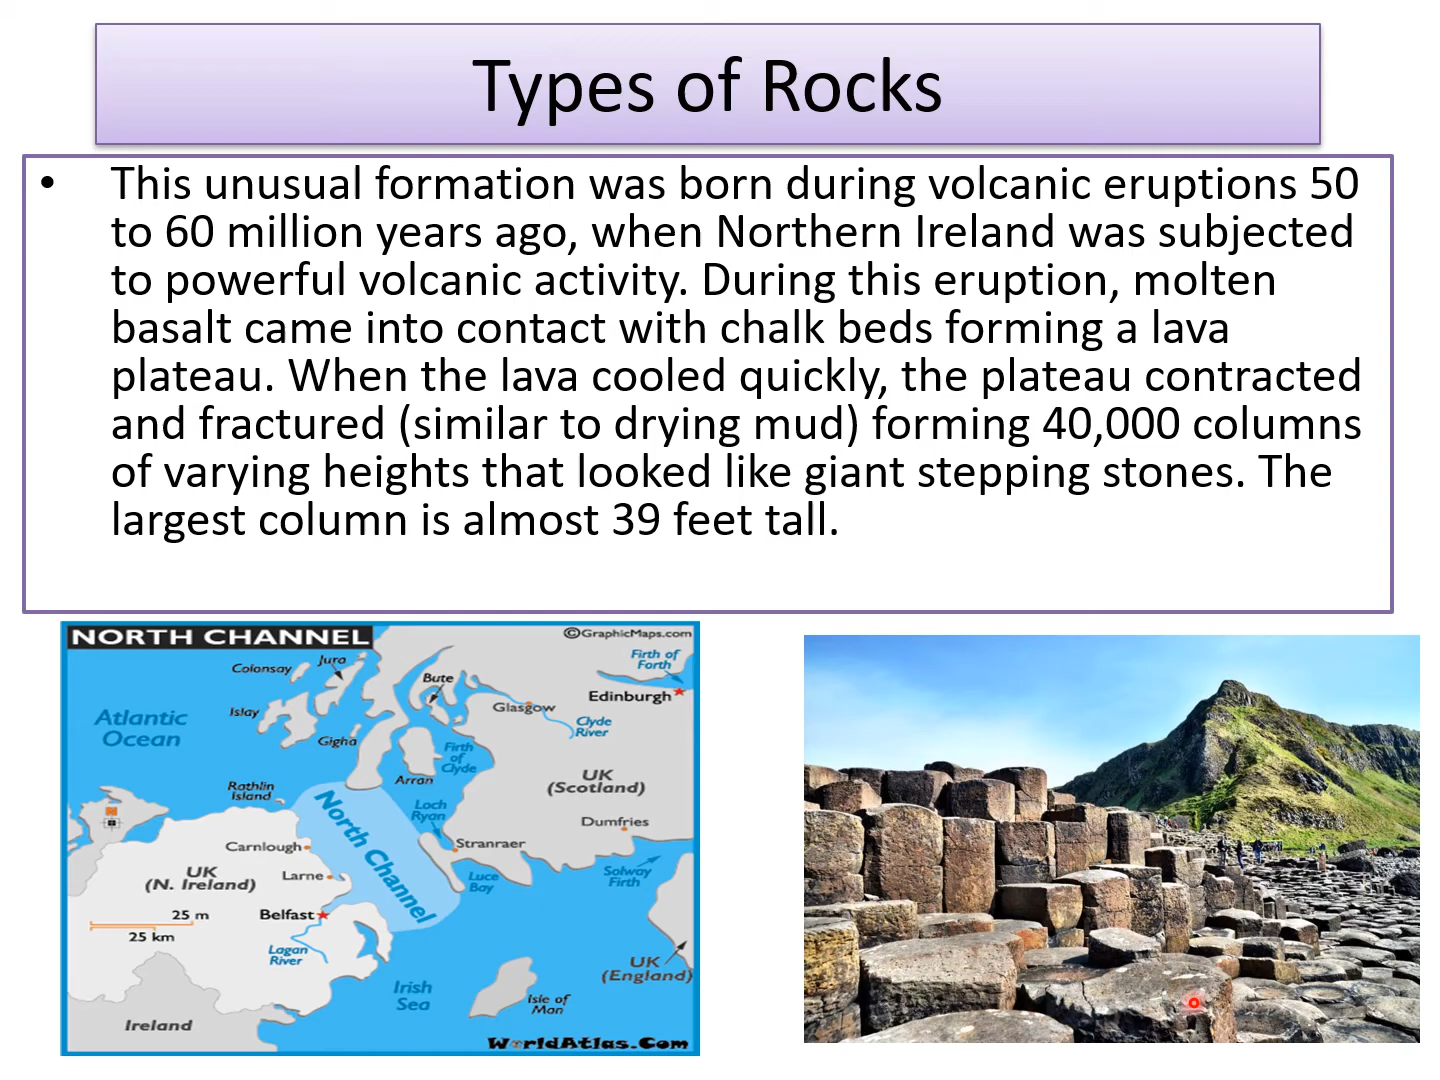 Types of Rocks
• This unusual formation was born during volcanic eruptions 50
to 60 million years ago, when Northern Ireland was subjected
to powerful volcanic activity. During this eruption, molten
basalt came into contact with chalk beds forming a lava
plateau. When the lava cooled quickly, the plateau contracted
and fractured (similar to drying mud) forming 40,000 columns
of varying heights that looked like giant stepping stones. The
largest column is almost 39 feet tall.
NORTH CHANNEL
©GraphicMaps.com
Colonsay
Jura
Firth of
Forth
Bute
Edinburgh
Islay
Glasgow
Atlantic
Ocean
Clyde
River
Gigha
Firth
of
Clyde
Arran
UK
(Scotland)
Rathlin
Island
North Channel
Loch
Ryan
Dumfries
Carnlough
Stranraer
UK
(N. Ireland)
Larne
Luce
Bay
Solway
Firth
25 m
25 km
Belfast
Lagan
River
UK
(England)
Irish
Sea
Isle of
Man
Ireland
WorldAtlas.Com